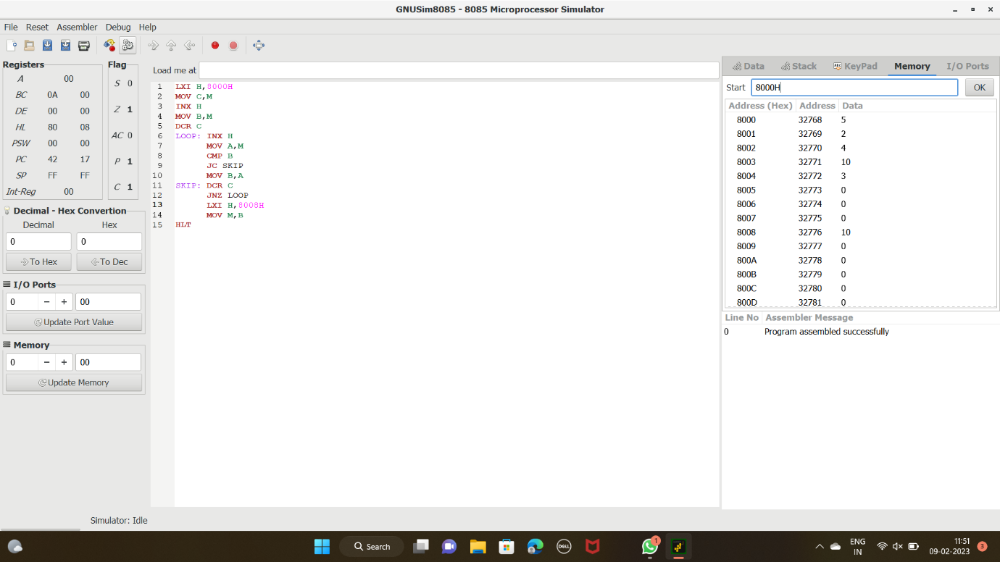 GNUSim8085 - 8085 Microprocessor Simulator
File Reset Assembler Debug Help
Registers
A 00
BC 0A 00
DE 00 00
HL 80 08
PSW 00 00
PC 42 17
SP FF FF
Int-Reg 00
Flag
S 0
Z 1
AC 0
P 1
C 1
Decimal - Hex Convertion
Decimal Hex
0 0
To Hex To Dec
I/O Ports
0 − + 00
Update Port Value
Memory
0 − + 00
Update Memory
Load me at
1 LXI H,8000H
2 MOV C,M
3 INX H
4 MOV B,M
5 DCR C
6 LOOP: INX H
7 MOV A,M
8 CMP B
9 JC SKIP
10 MOV B,A
11 SKIP: DCR C
12 JNZ LOOP
13 LXI H,8008H
14 MOV M,B
15 HLT
Data Stack Abc KeyPad Memory I/O Ports
Start 8000H OK
Address (Hex) Address Data
8000 32768 5
8001 32769 2
8002 32770 4
8003 32771 10
8004 32772 3
8005 32773 0
8006 32774 0
8007 32775 0
8008 32776 10
8009 32777 0
800A 32778 0
800B 32779 0
800C 32780 0
800D 32781 0
Line No Assembler Message
0 Program assembled successfully
Simulator: Idle
Search
DELL
1
ENG
IN
11:51
09-02-2023
3